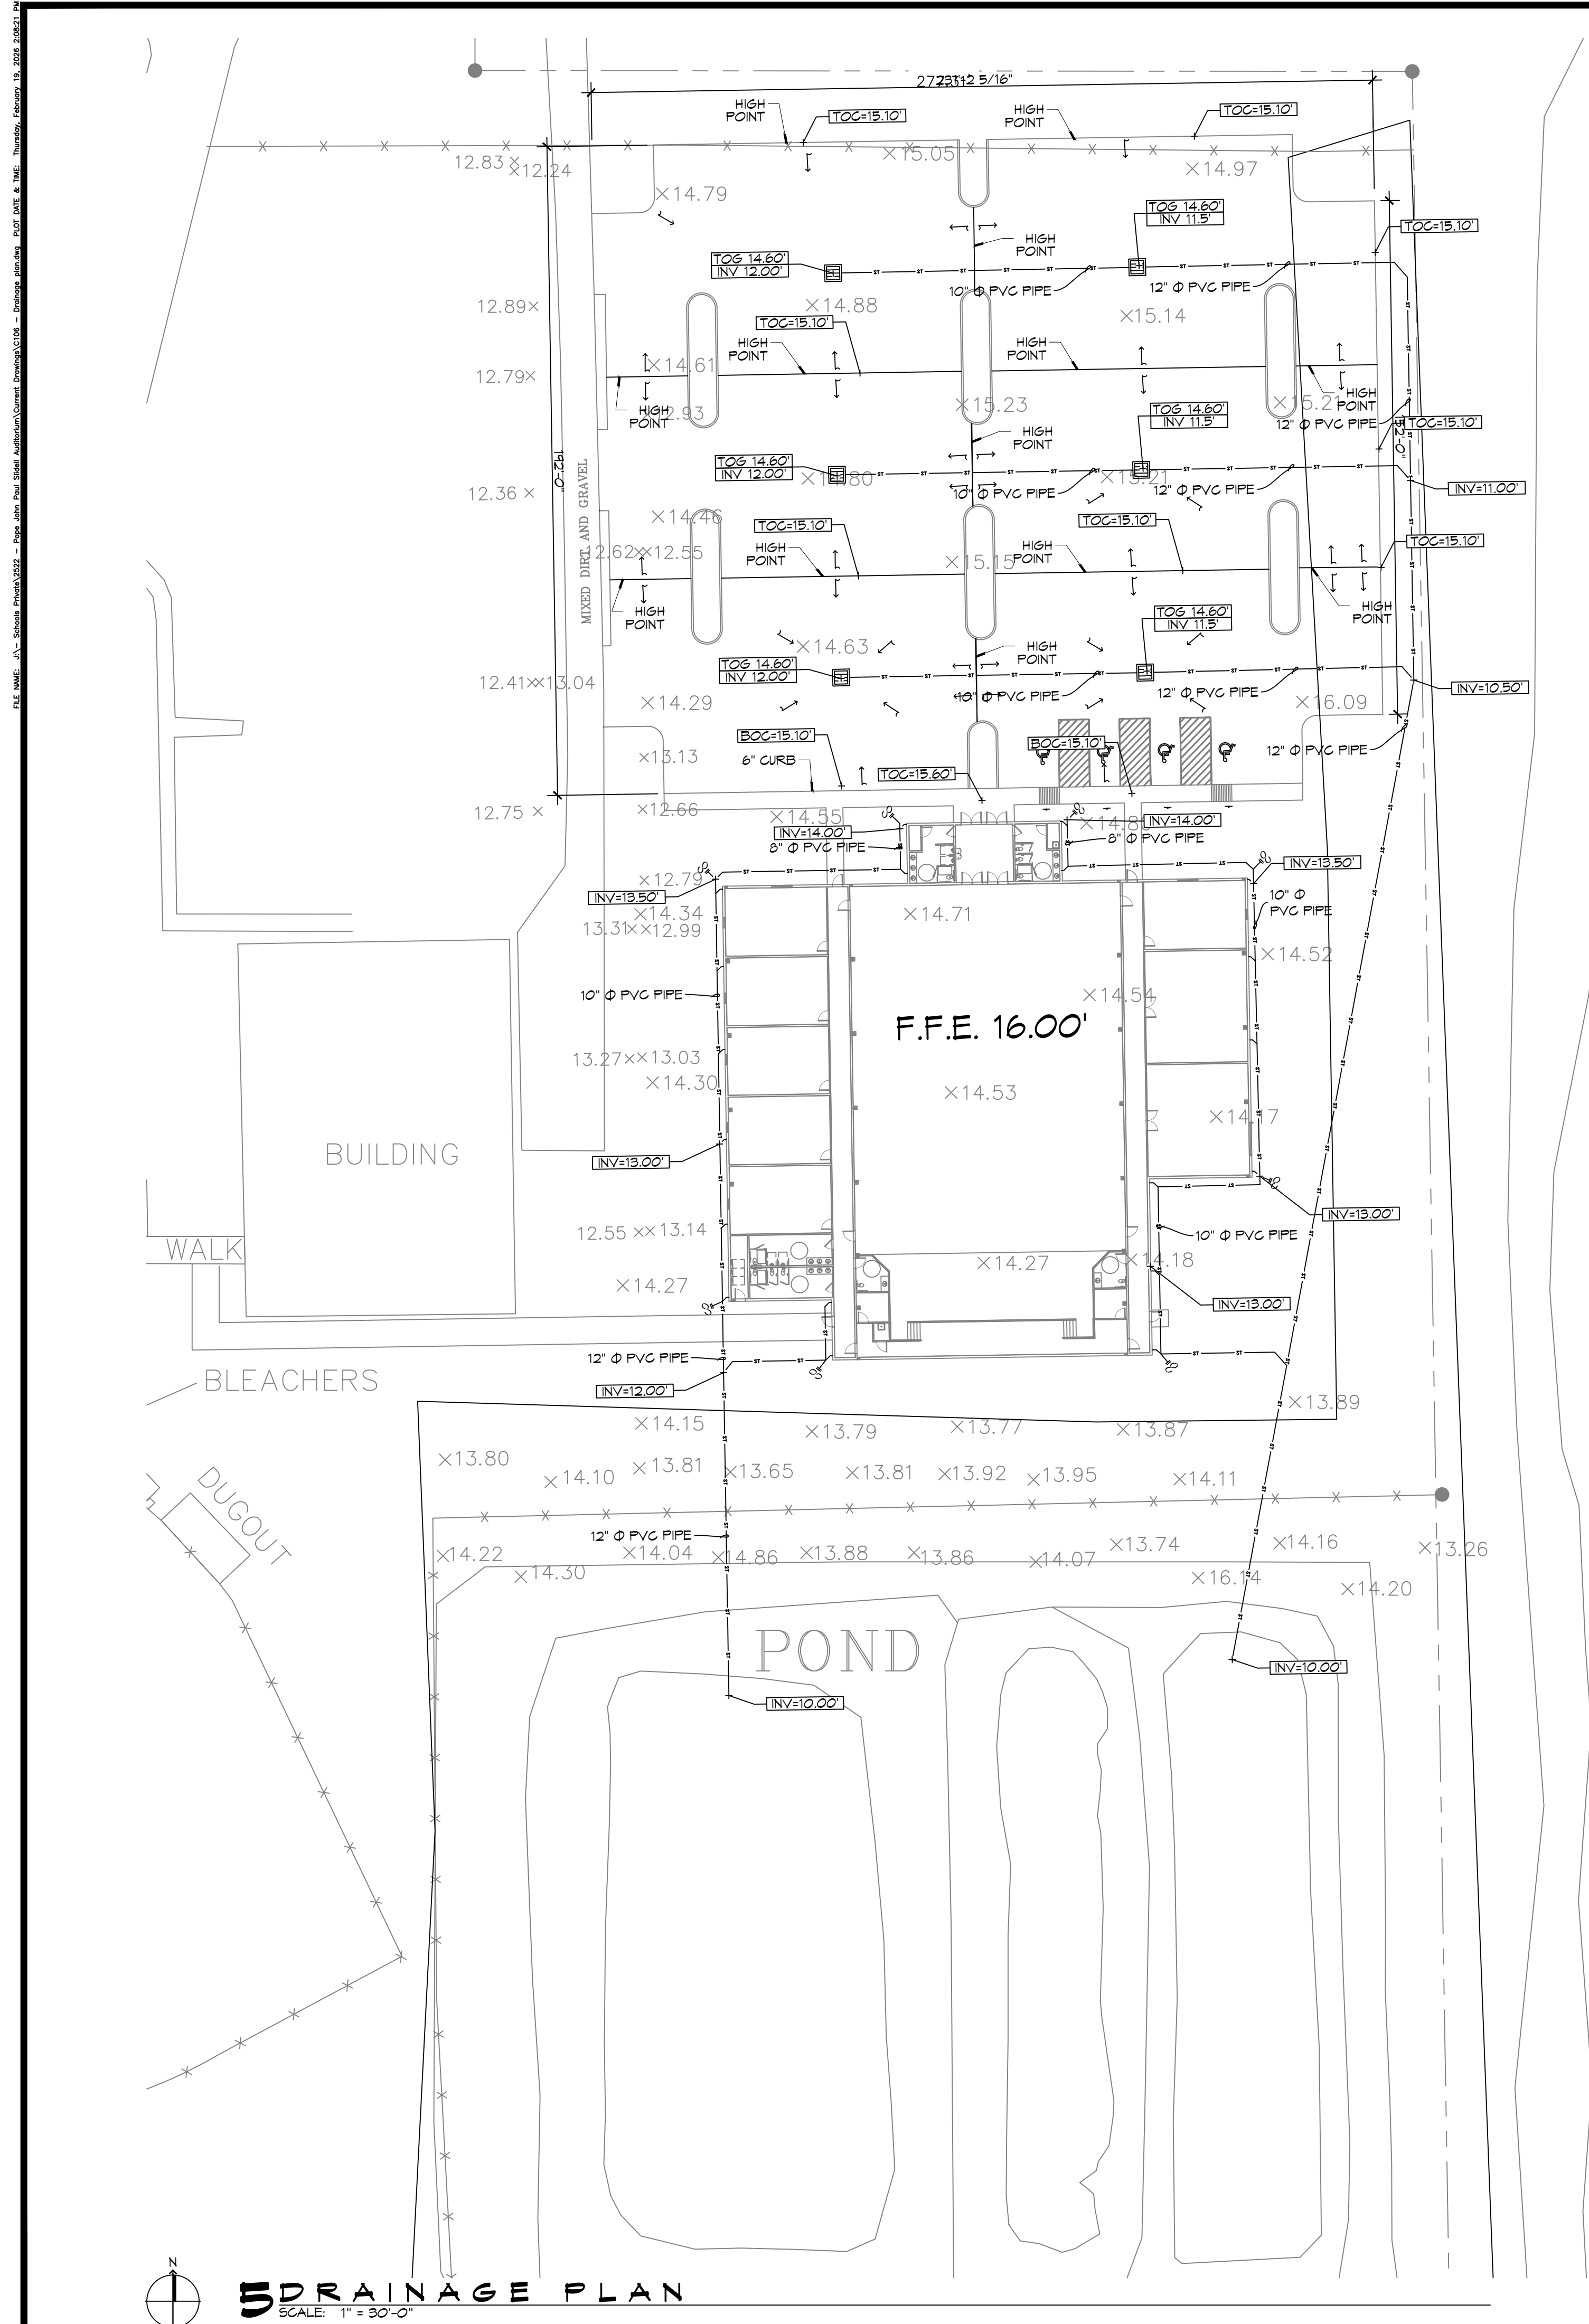 FILE NAME: J:\- Schools Private\2522 - Pope John Paul Slidell Auditorium\Current Drawings\C106 - Drainage plan.dwg PLOT DATE & TIME: Thursday, February 19, 2026 2:08:21 PM
HIGH POINT
TOC=15.10'
HIGH POINT
TOC=15.10'
12.83
12.24
15.05
14.97
14.79
TOG 14.60'
INV 11.5'
TOC=15.10'
HIGH POINT
TOG 14.60'
INV 12.00'
10" Φ PVC PIPE
12" Φ PVC PIPE
12.89
14.88
15.14
TOC=15.10'
HIGH POINT
HIGH POINT
14.61
12.79
HIGH POINT
HIGH POINT
15.23
15.21
TOG 14.60'
INV 11.5'
12" Φ PVC PIPE
TOC=15.10'
HIGH POINT
192'-0"
MIXED DIRT AND GRAVEL
TOG 14.60'
INV 12.00'
15.21
12.36
10" Φ PVC PIPE
12" Φ PVC PIPE
INV=11.00'
14.46
TOC=15.10'
TOC=15.10'
12.62
12.55
HIGH POINT
15.15
HIGH POINT
TOC=15.10'
HIGH POINT
HIGH POINT
TOG 14.60'
INV 11.5'
14.63
HIGH POINT
TOG 14.60'
INV 12.00'
12.41
13.04
10" Φ PVC PIPE
12" Φ PVC PIPE
INV=10.50'
14.29
16.09
BOC=15.10'
BOC=15.10'
12" Φ PVC PIPE
13.13
6" CURB
TOC=15.60'
12.75
12.66
14.55
INV=14.00'
INV=14.00'
8" Φ PVC PIPE
8" Φ PVC PIPE
12.79
INV=13.50'
INV=13.50'
10" Φ
PVC PIPE
14.34
14.71
13.31
12.99
14.52
10" Φ PVC PIPE
14.54
F.F.E. 16.00'
13.27
13.03
14.30
14.53
14.17
BUILDING
INV=13.00'
INV=13.00'
12.55
13.14
10" Φ PVC PIPE
WALK
14.27
14.18
14.27
INV=13.00'
12" Φ PVC PIPE
BLEACHERS
INV=12.00'
13.89
14.15
13.79
13.77
13.87
13.80
14.10
13.81
13.65
13.81
13.92
13.95
14.11
DUGOUT
12" Φ PVC PIPE
14.22
14.30
14.04
14.86
13.88
13.86
14.07
13.74
14.16
13.26
16.14
14.20
POND
INV=10.00'
INV=10.00'
N
5 DRAINAGE PLAN
SCALE: 1" = 30'-0"